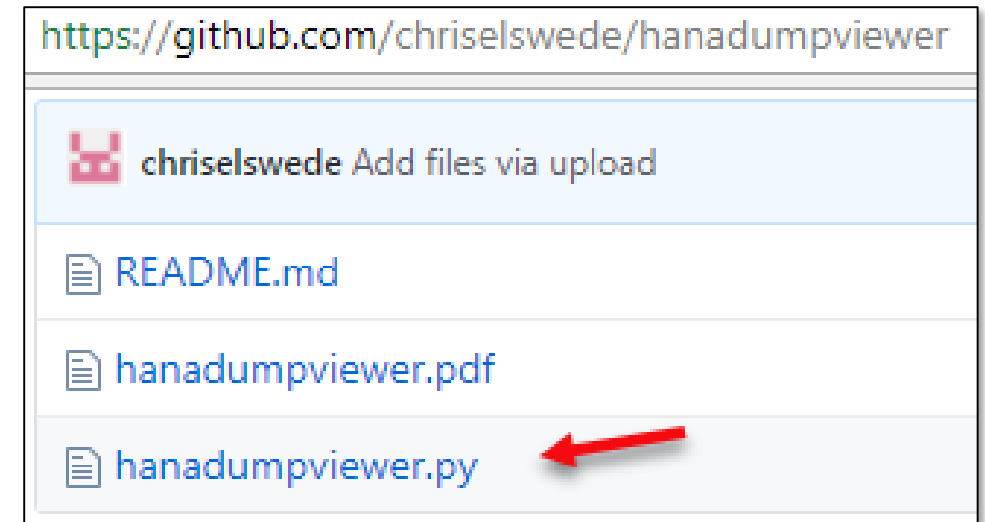 https://github.com/chriselswede/hanadumpviewer
chriselswede Add files via upload
README.md
hanadumpviewer.pdf
hanadumpviewer.py